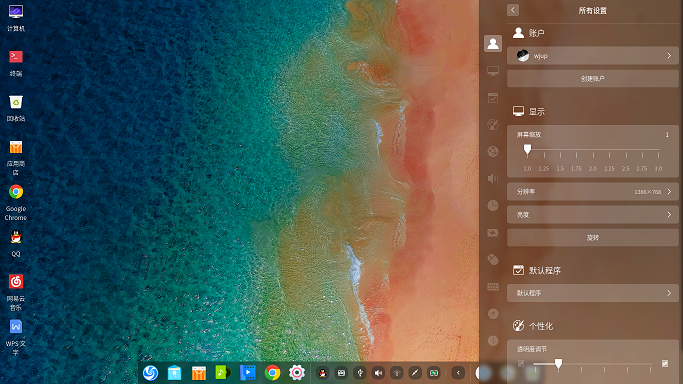 计算机
终端
回收站
应用商
店
Google
Chrome
QQ
网易云
音乐
WPS 文
字
所有设置
账户
wjup
创建账户
显示
屏幕缩放
1
1.0 1.25 1.5 1.75 2.0 2.25 2.5 2.75 3.0
分辨率
1366×768
亮度
旋转
默认程序
默认程序
个性化
透明度调节